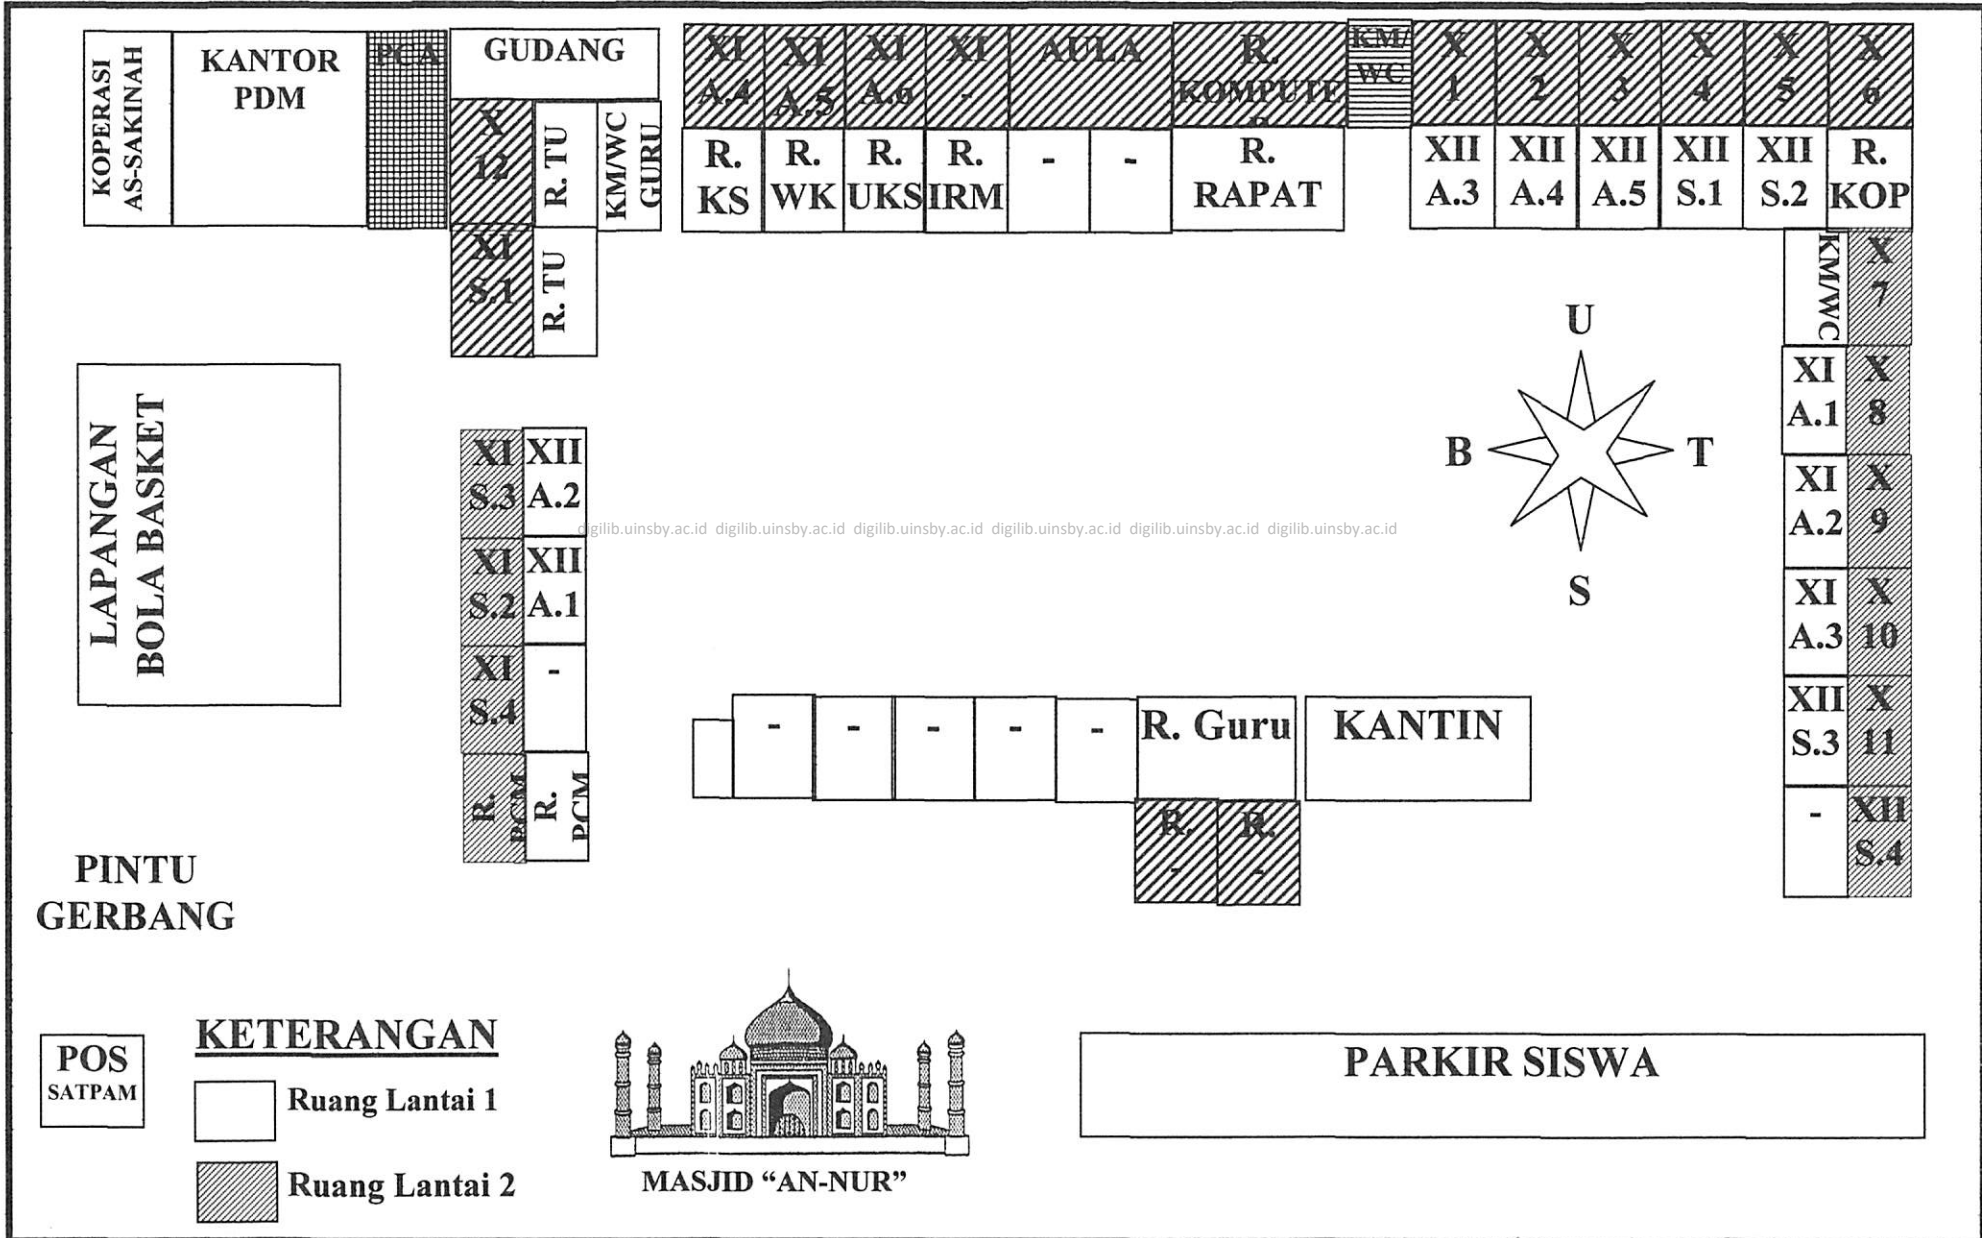 KOPERASI
AS-SAKINAH
KANTOR
PDM
PCA
GUDANG
X
12
R. TU
KM/WC
GURU
XI
S.1
R. TU
XI
A.4
XI
A.5
XI
A.6
XI
-
AULA
R.
KOMPUTE
KM/
WC
X
1
X
2
X
3
X
4
X
5
X
6
R.
KS
R.
WK
R.
UKS
R.
IRM
-
-
R.
RAPAT
XII
A.3
XII
A.4
XII
A.5
XII
S.1
XII
S.2
R.
KOP
KM/WC
X
7
XI
A.1
X
8
XI
A.2
X
9
XI
A.3
X
10
XII
S.3
X
11
-
XII
S.4
U
B
T
S
LAPANGAN
BOLA BASKET
XI
S.3
XII
A.2
XI
S.2
XII
A.1
XI
S.4
-
R.
PCM
R.
PCM
digilib.uinsby.ac.id digilib.uinsby.ac.id digilib.uinsby.ac.id digilib.uinsby.ac.id digilib.uinsby.ac.id digilib.uinsby.ac.id
-
-
-
-
-
R. Guru
KANTIN
R.
-
R.
-
PINTU
GERBANG
POS
SATPAM
KETERANGAN
Ruang Lantai 1
Ruang Lantai 2
MASJID “AN-NUR”
PARKIR SISWA